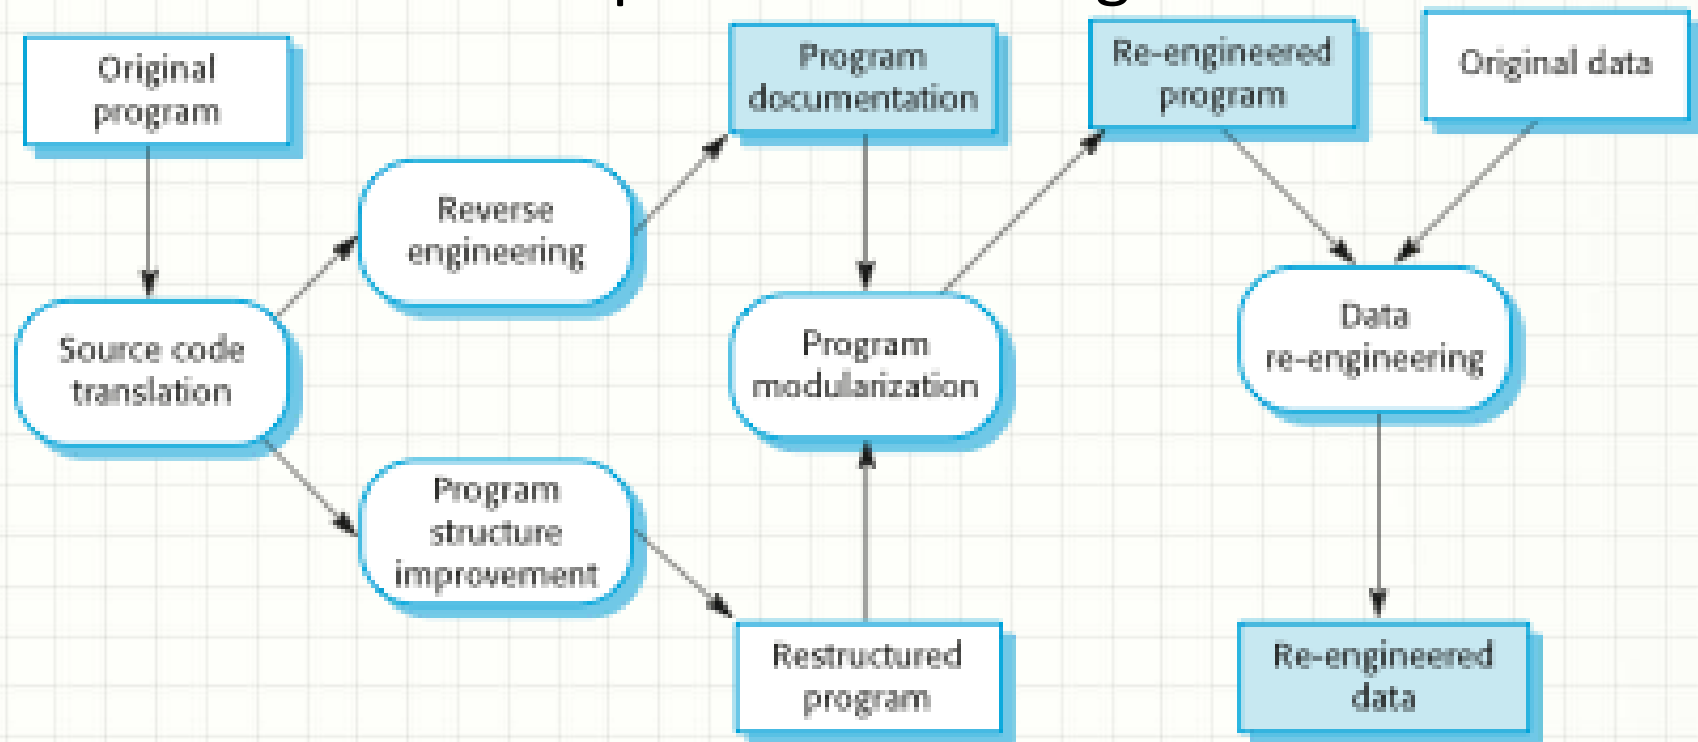 Original
program
Program
documentation
Re-engineered
program
Original data
Reverse
engineering
Source code
translation
Program
modularization
Data
re-engineering
Program
structure
improvement
Restructured
program
Re-engineered
data